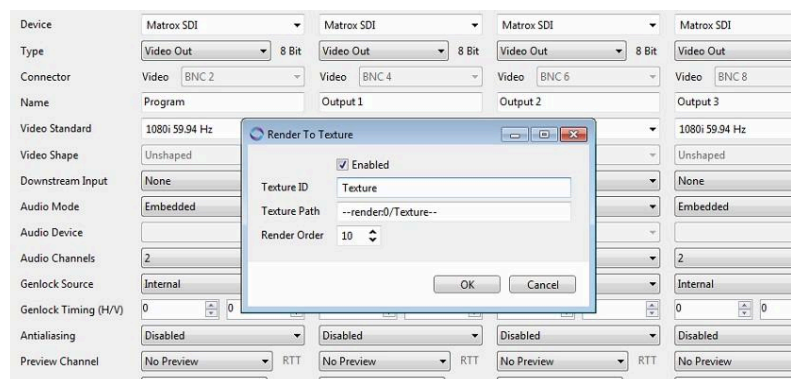 Device Matrox SDI Matrox SDI Matrox SDI Matrox SDI
Type Video Out 8 Bit Video Out 8 Bit Video Out 8 Bit Video Out
Connector Video BNC 2 Video BNC 4 Video BNC 6 Video BNC 8
Name Program Output 1 Output 2 Output 3
Video Standard 1080i 59.94 Hz 1080i 59.94 Hz
Render To Texture
Video Shape Unshaped Unshaped
Enabled
Downstream Input None None
Texture ID Texture
Audio Mode Embedded Embedded
Texture Path --render:0/Texture--
Audio Device
Render Order 10
Audio Channels 2 2
Genlock Source Internal Internal
OK Cancel
Genlock Timing (H/V) 0 0 0 0
Antialiasing Disabled Disabled Disabled Disabled
Preview Channel No Preview RTT No Preview RTT No Preview RTT No Preview